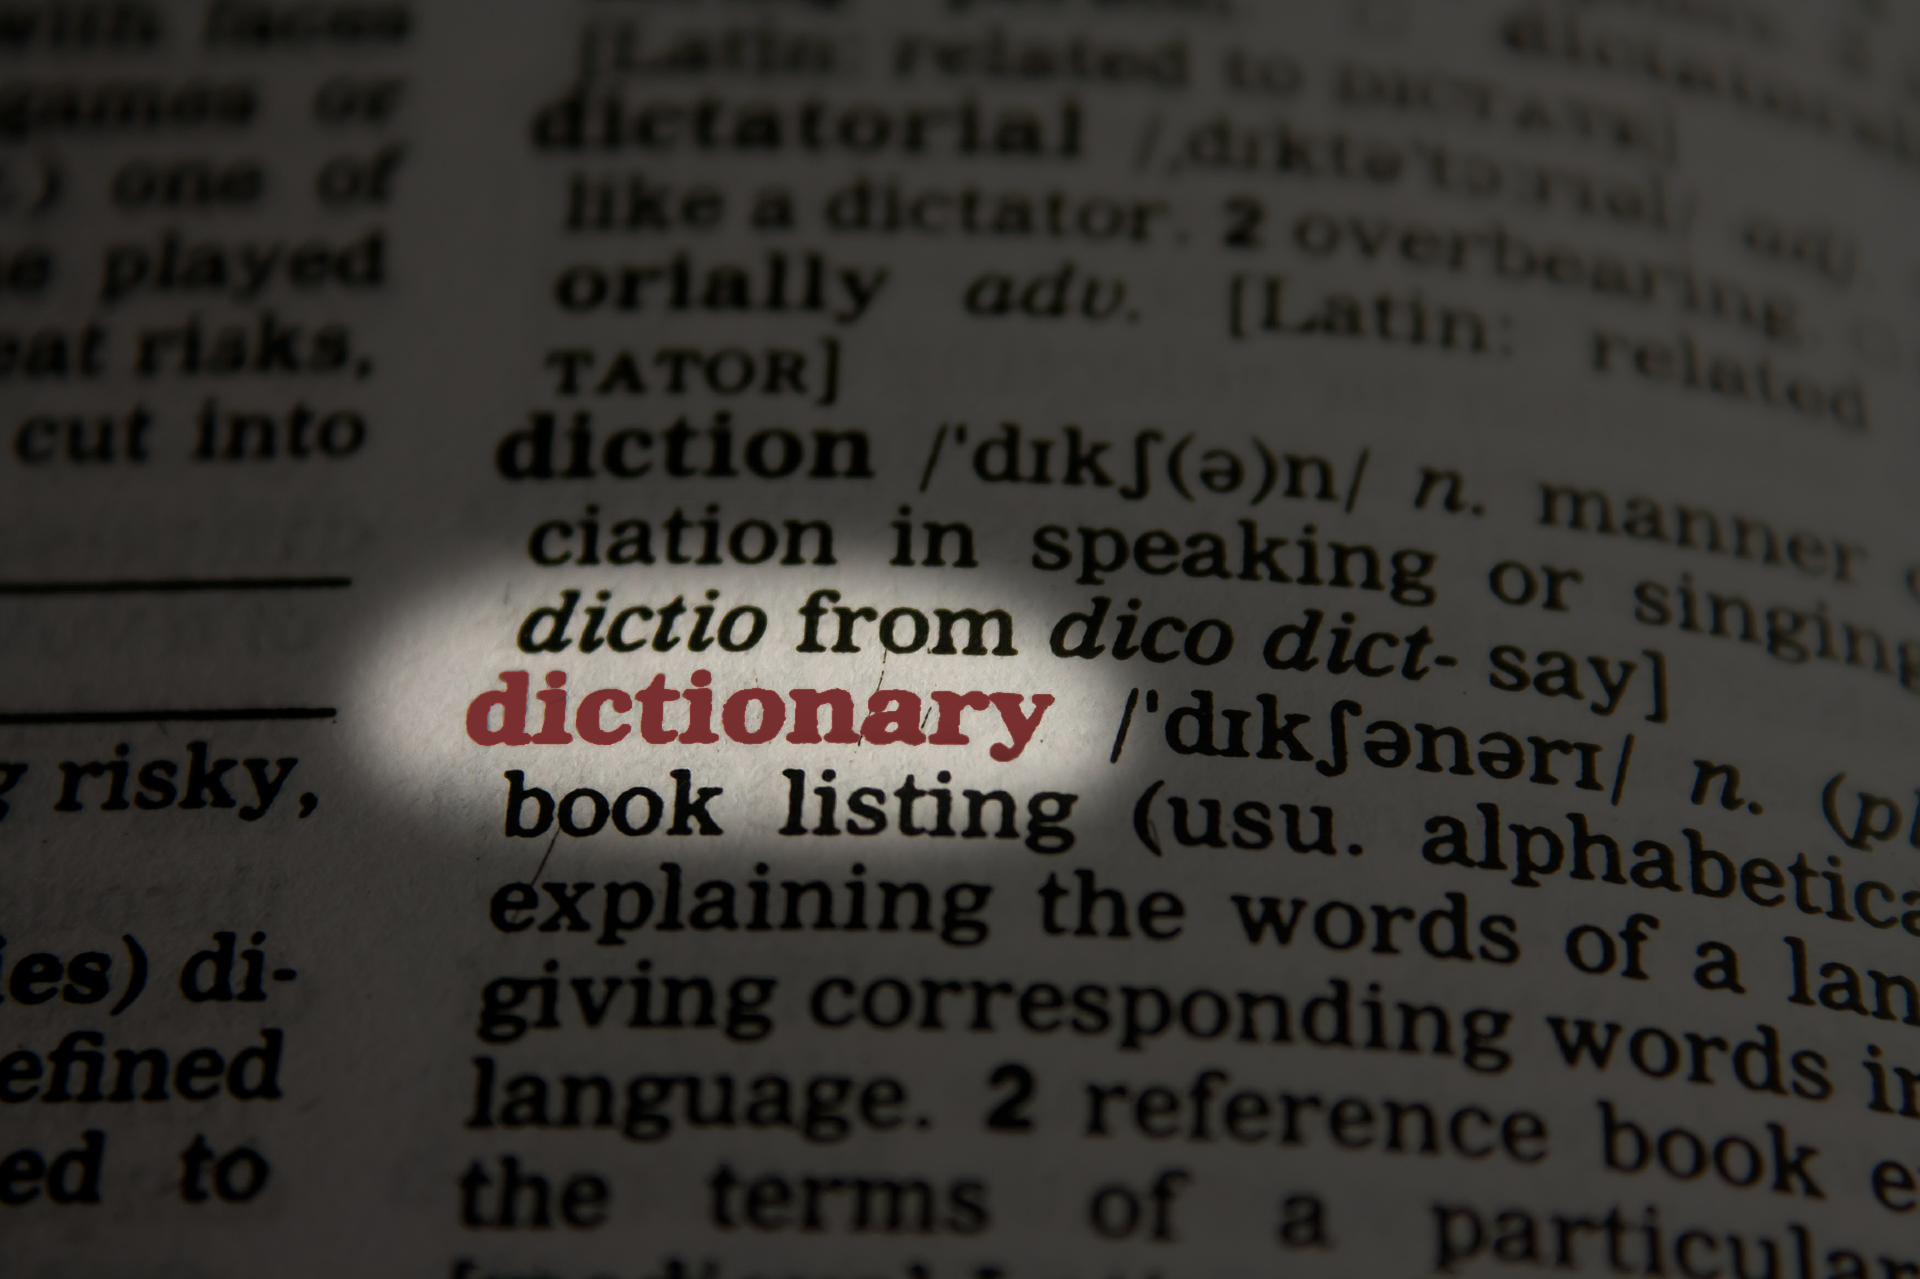 with faces
games or
.) one of
played
eat risks,
cut into
risky,
ies) di-
efined
ed to
[Latin: related to DICTATE]
dictatorial /ˌdɪktəˈtɔːrɪəl/ adj.
like a dictator. 2 overbearing.
orially adv. [Latin: related
TATOR]
diction /ˈdɪkʃ(ə)n/ n. manner
ciation in speaking or singing
dictio from dico dict- say]
dictionary /ˈdɪkʃənərɪ/ n. (pl
book listing (usu. alphabetica
explaining the words of a lan
giving corresponding words in
language. 2 reference book e
the terms of a particular